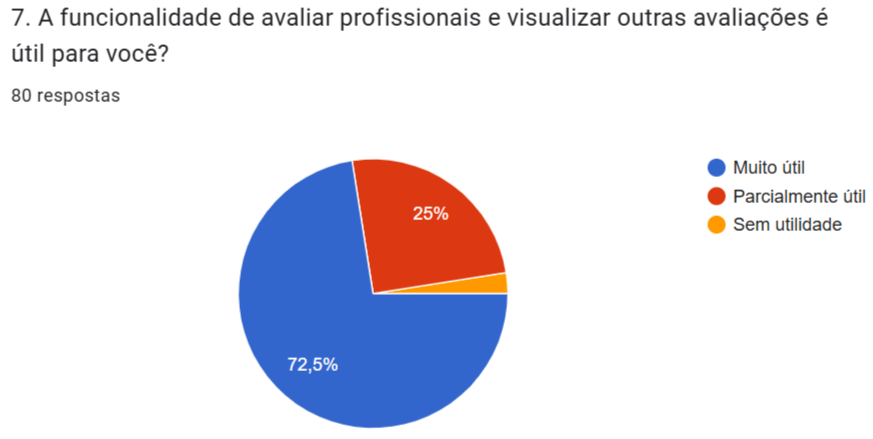 7. A funcionalidade de avaliar profissionais e visualizar outras avaliações é
útil para você?
80 respostas
Muito útil
Parcialmente útil
Sem utilidade
25%
72,5%